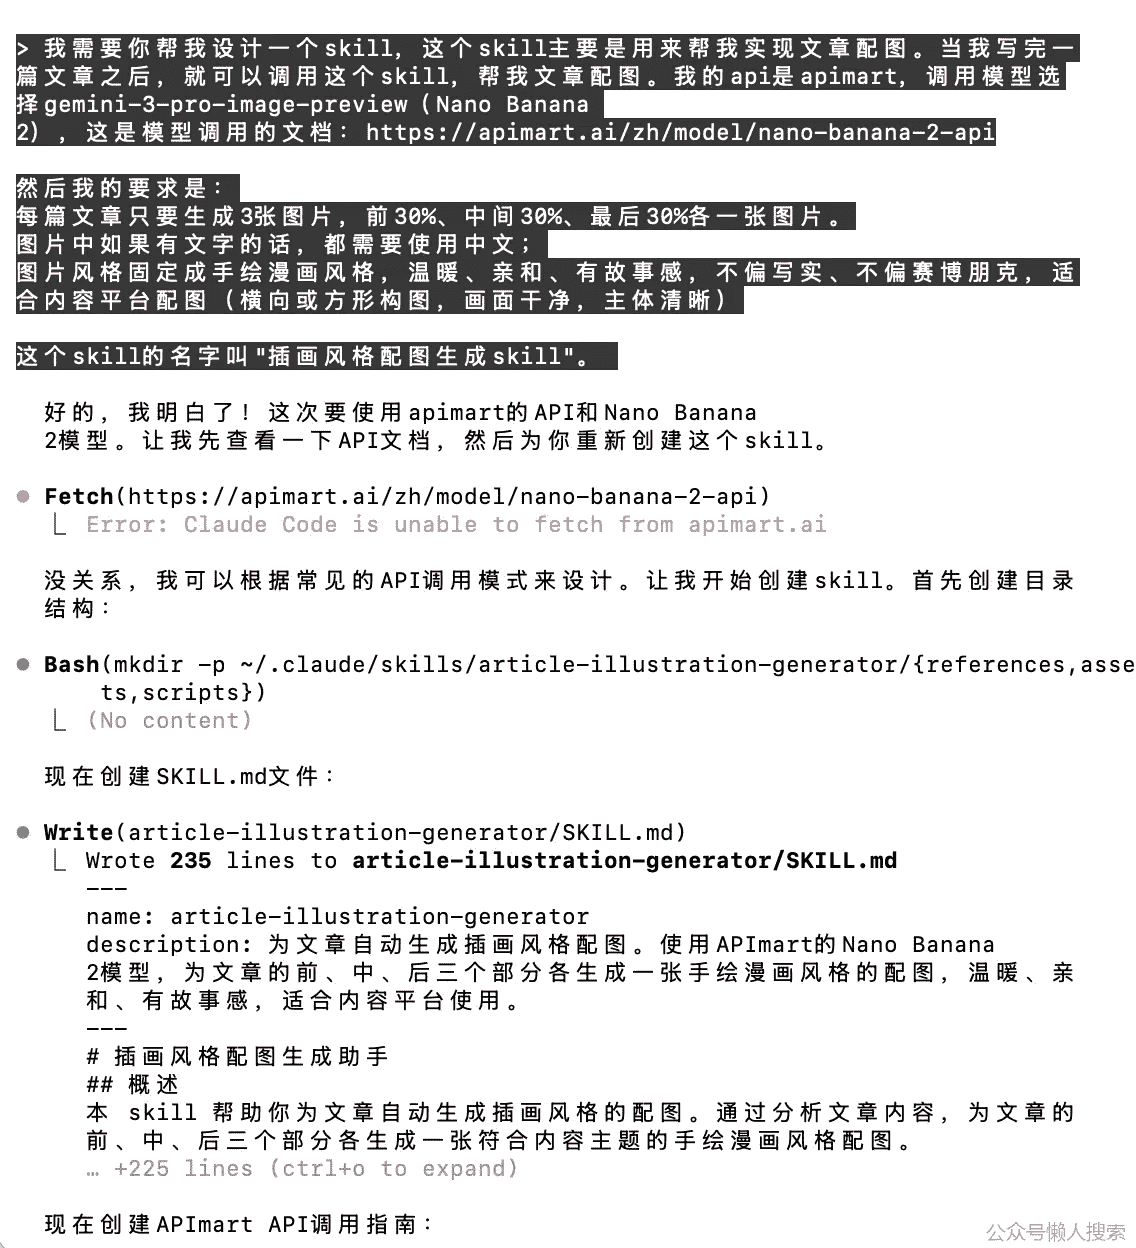 > 我需要你帮我设计一个skill，这个skill主要是用来帮我实现文章配图。当我写完一
篇文章之后，就可以调用这个skill，帮我文章配图。我的api是apimart，调用模型选
择gemini-3-pro-image-preview（Nano Banana
2），这是模型调用的文档：https://apimart.ai/zh/model/nano-banana-2-api
然后我的要求是：
每篇文章只要生成3张图片，前30%、中间30%、最后30%各一张图片。
图片中如果有文字的话，都需要使用中文；
图片风格固定成手绘漫画风格，温暖、亲和、有故事感，不偏写实、不偏赛博朋克，适
合内容平台配图（横向或方形构图，画面干净，主体清晰）
这个skill的名字叫"插画风格配图生成skill"。
好的，我明白了！这次要使用apimart的API和Nano Banana
2模型。让我先查看一下API文档，然后为你重新创建这个skill。
● Fetch(https://apimart.ai/zh/model/nano-banana-2-api)
⎿ Error: Claude Code is unable to fetch from apimart.ai
没关系，我可以根据常见的API调用模式来设计。让我开始创建skill。首先创建目录
结构：
● Bash(mkdir -p ~/.claude/skills/article-illustration-generator/{references,asse
ts,scripts})
⎿ (No content)
现在创建SKILL.md文件：
● Write(article-illustration-generator/SKILL.md)
⎿ Wrote 235 lines to article-illustration-generator/SKILL.md
---
name: article-illustration-generator
description: 为文章自动生成插画风格配图。使用APImart的Nano Banana
2模型，为文章的前、中、后三个部分各生成一张手绘漫画风格的配图，温暖、亲
和、有故事感，适合内容平台使用。
---
# 插画风格配图生成助手
## 概述
本 skill 帮助你为文章自动生成插画风格的配图。通过分析文章内容，为文章的
前、中、后三个部分各生成一张符合内容主题的手绘漫画风格配图。
… +225 lines (ctrl+o to expand)
现在创建APImart API调用指南：
公众号懒人搜索